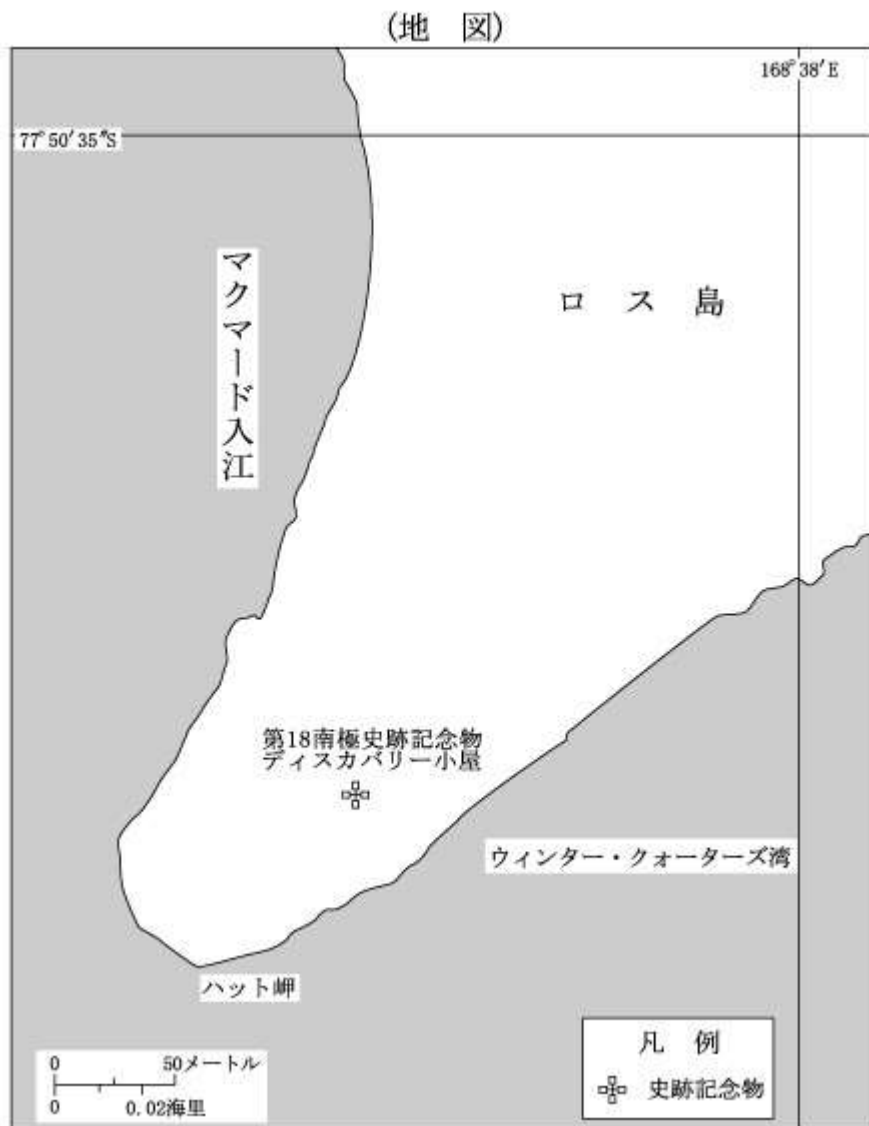 (地 図)
168°38′E
77°50′35″S
マクマード入江
ロス島
第18南極史跡記念物
ディスカバリー小屋
ウィンター・クォーターズ湾
ハット岬
0 50メートル
0 0.02海里
凡 例
史跡記念物